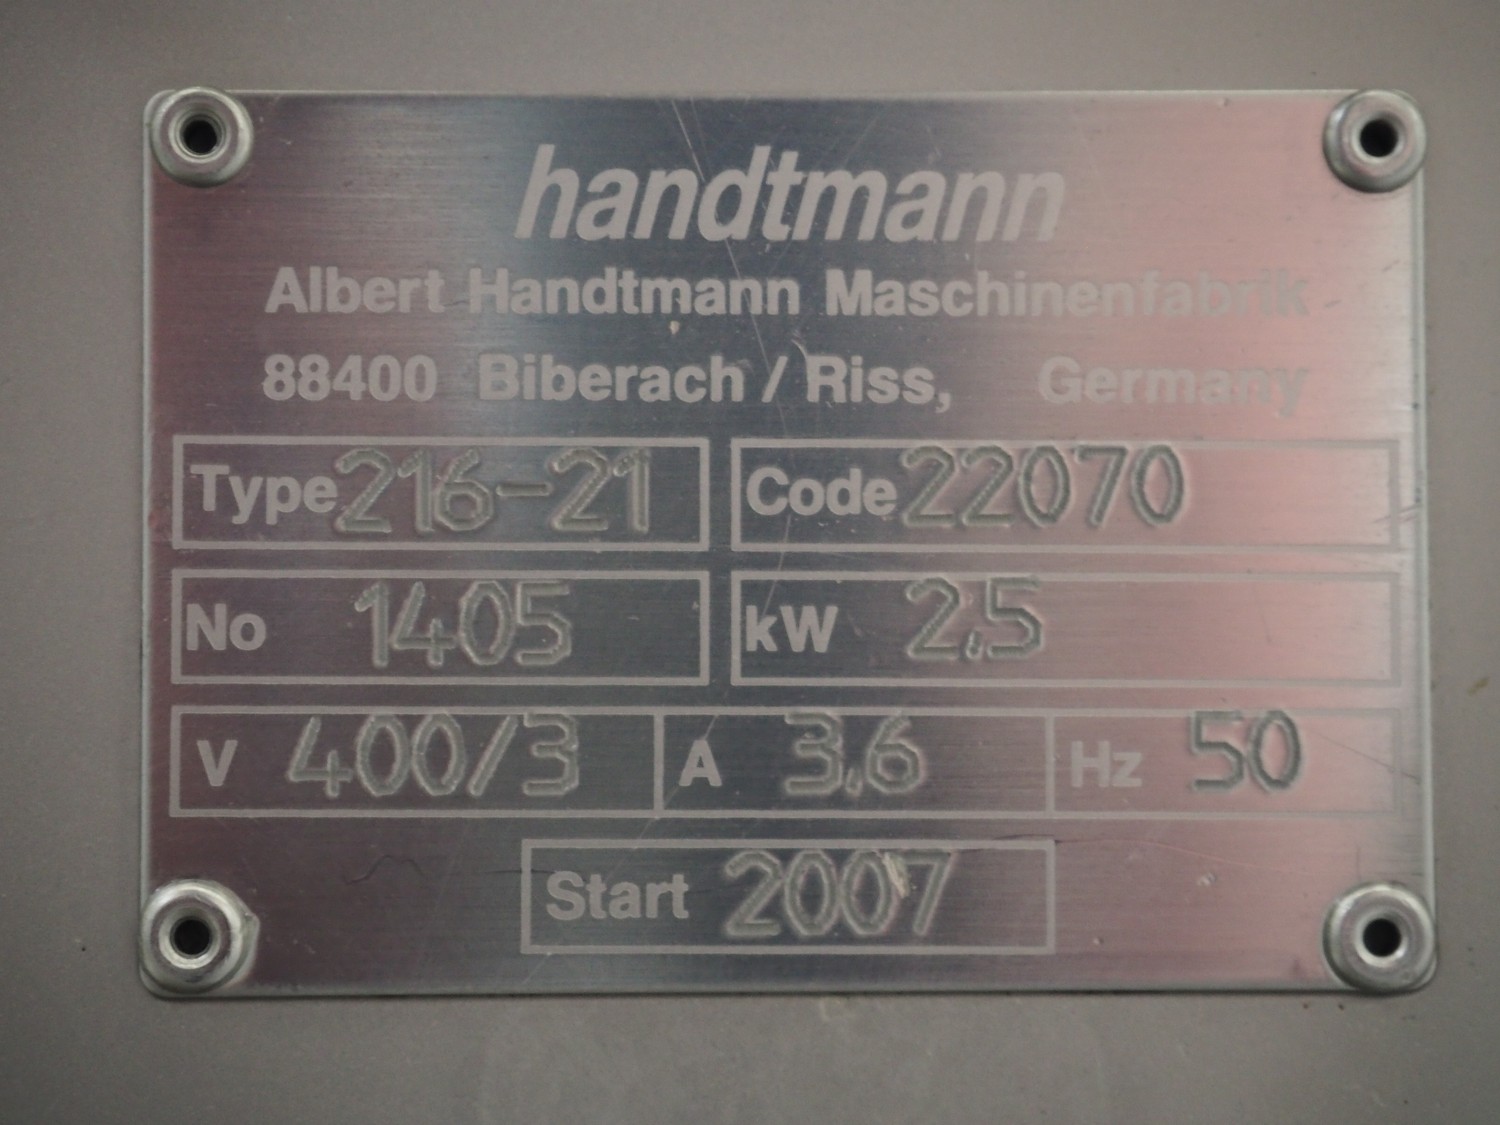 handtmann
Albert Handtmann Maschinenfabrik
88400 Biberach / Riss, Germany
Type 216-21 Code 22070
No 1405 kW 2,5
V 400/3 A 3,6 Hz 50
Start 2007